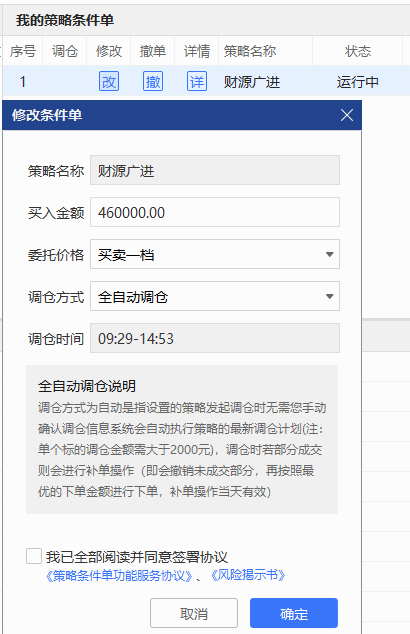 我的策略条件单
序号 调仓 修改 撤单 详情 策略名称 状态
1 改 撤 详 财源广进 运行中
修改条件单
策略名称 财源广进
买入金额 460000.00
委托价格 买卖一档
调仓方式 全自动调仓
调仓时间 09:29-14:53
全自动调仓说明
调仓方式为自动是指设置的策略发起调仓时无需您手动
确认调仓信息系统会自动执行策略的最新调仓计划(注:
单个标的调仓金额需大于2000元)，调仓时若部分成交
则会进行补单操作（即会撤销未成交部分，再按照最
优的下单金额进行下单，补单操作当天有效）
我已全部阅读并同意签署协议
《策略条件单功能服务协议》、《风险揭示书》
取消 确定